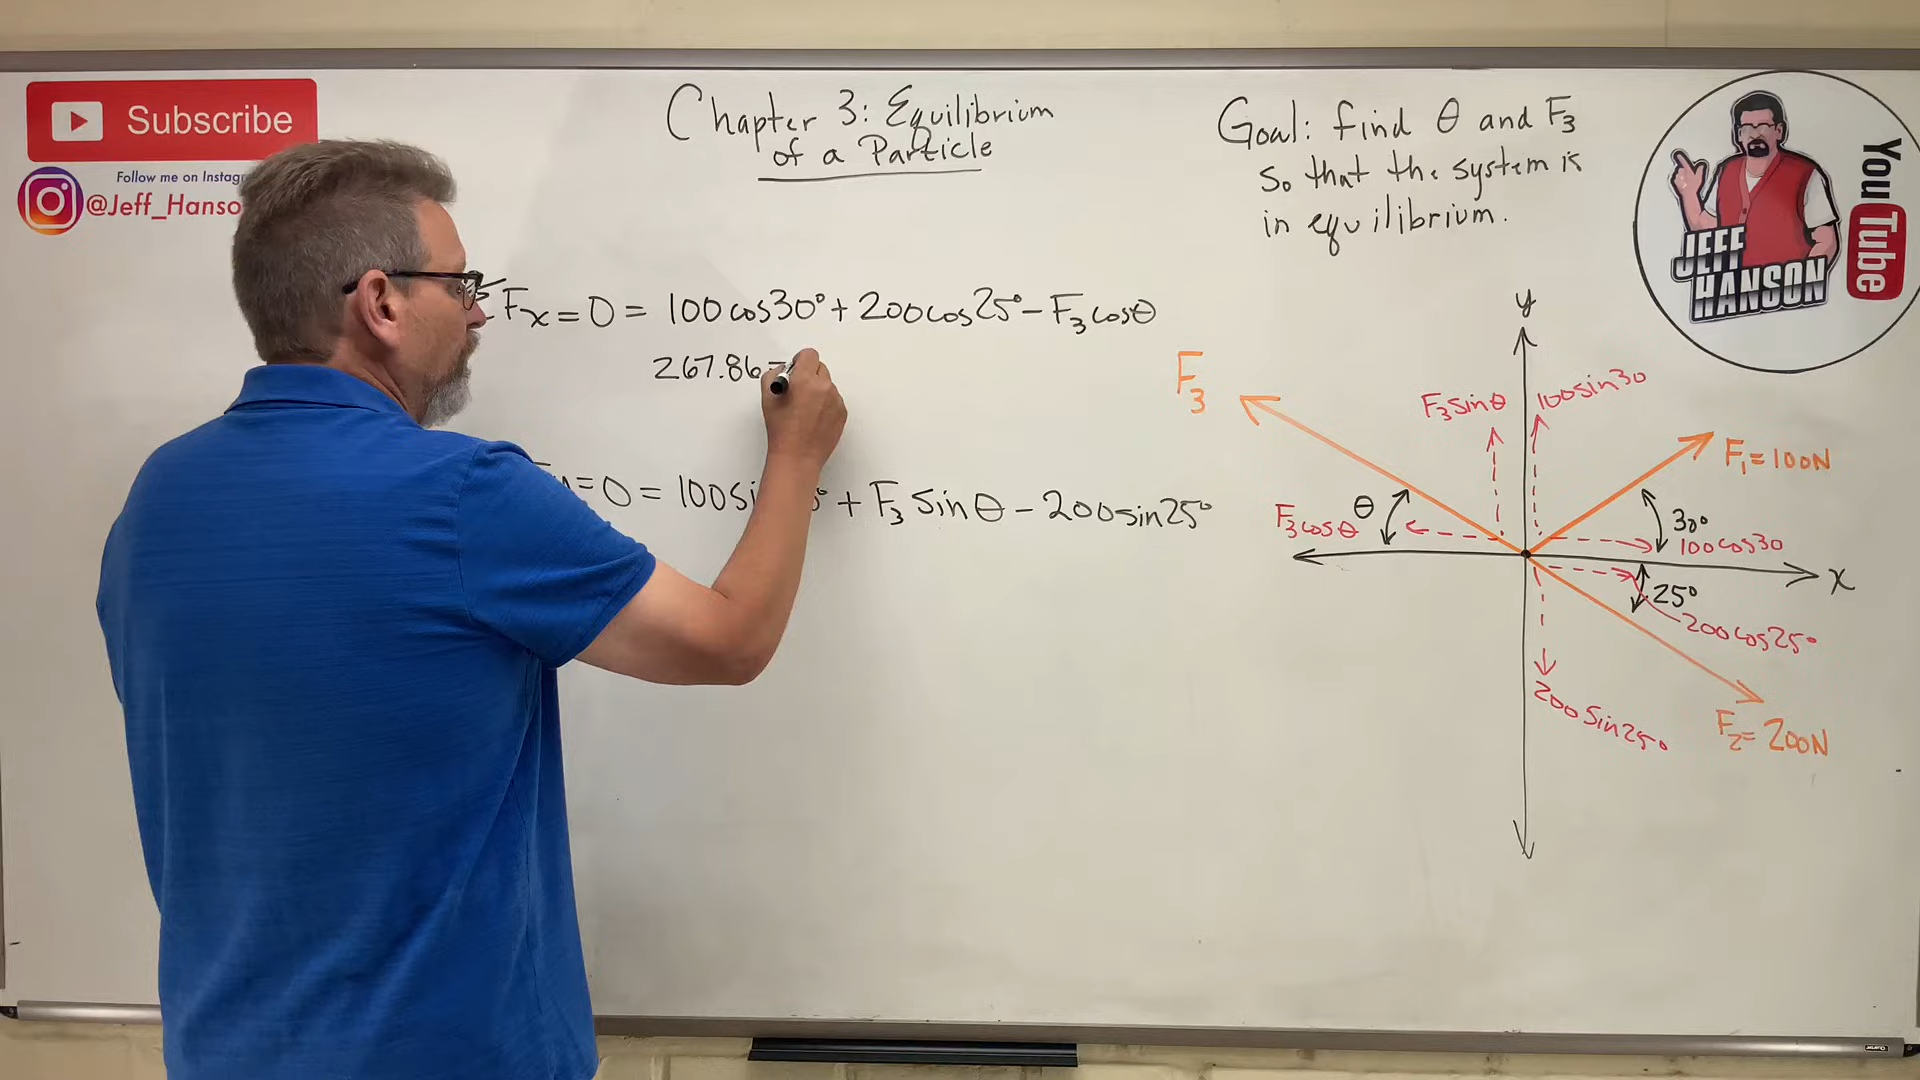 Subscribe
Follow me on Instag
@Jeff_Hanso
Chapter 3: Equilibrium
of a Particle
Goal: find θ and F₃
so that the system is
in equilibrium.
JEFF
HANSON
YouTube
Fx = 0 = 100cos30° + 200cos25° - F₃cosθ
267.86 =
= 0 = 100si ° + F₃ sinθ - 200sin25°
y
F₃
F₃sinθ
100sin30
F₁=100N
F₃cosθ
θ
30°
100cos30
x
25°
200cos25°
200sin25°
F₂= 200N